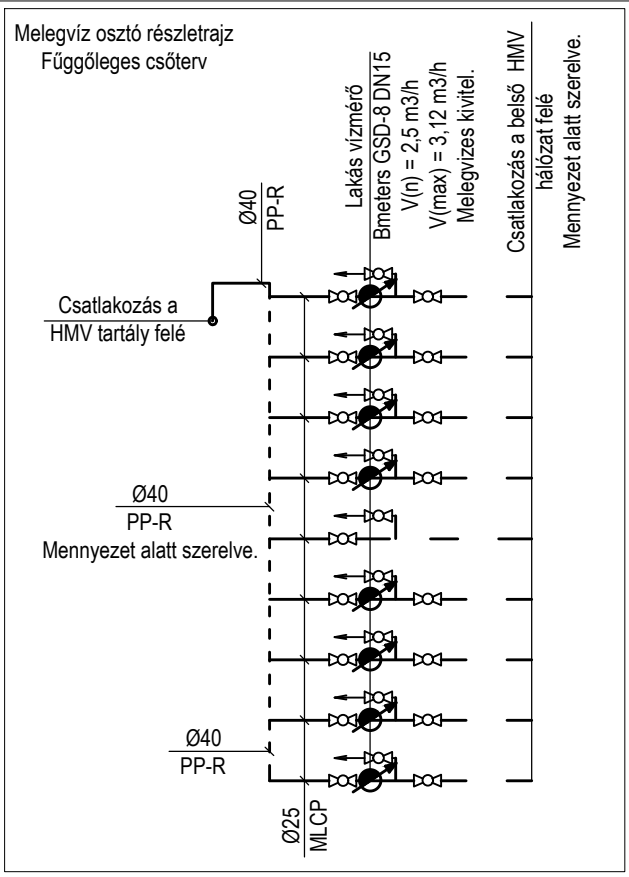 Melegvíz osztó részletrajz
Fűggőleges csőterv
Lakás vízmérő
Bmeters GSD-8 DN15
V(n) = 2,5 m3/h
V(max) = 3,12 m3/h
Melegvizes kivitel.
Csatlakozás a belső HMV
hálózat felé
Mennyezet alatt szerelve.
Ø40
PP-R
Csatlakozás a
HMV tartály felé
Ø40
PP-R
Mennyezet alatt szerelve.
Ø40
PP-R
Ø25
MLCP